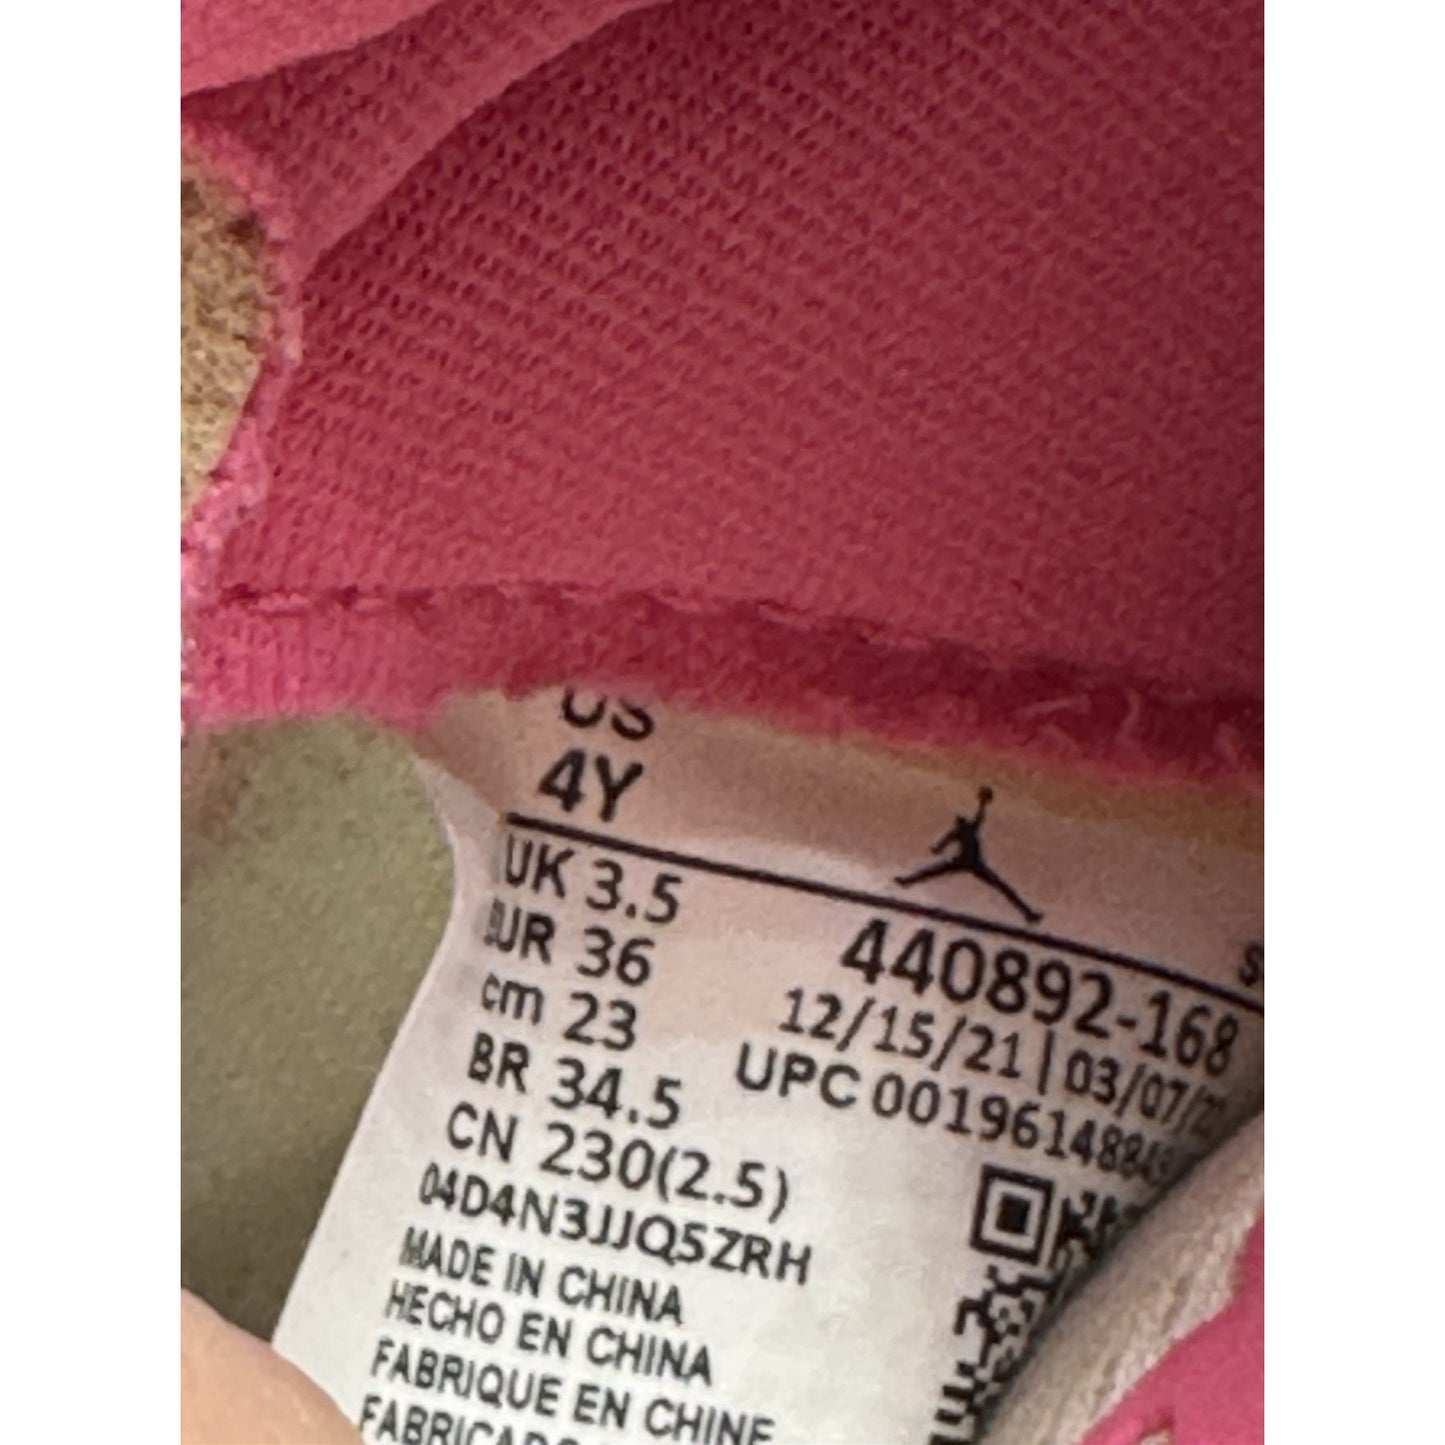 US
4Y
UK 3.5
EUR 36
cm 23
BR 34.5
CN 230(2.5)
04D4N3JJQ5ZRH
MADE IN CHINA
HECHO EN CHINA
FABRIQUE EN CHINE
440892-168
12/15/21 | 03/07/
UPC